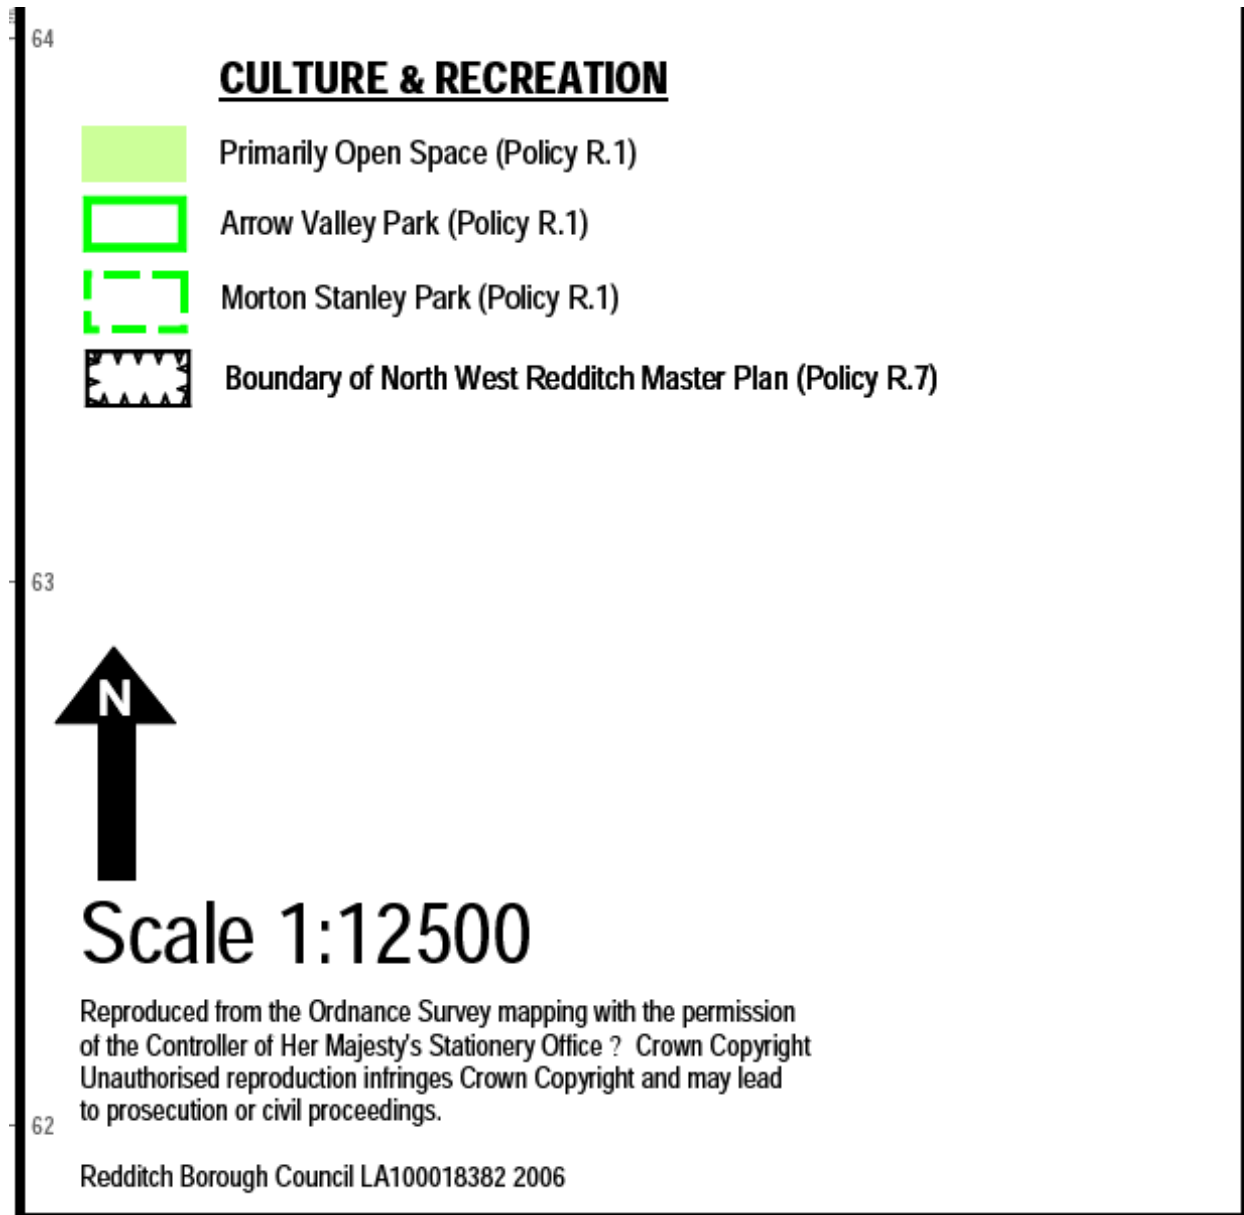 64
CULTURE & RECREATION
Primarily Open Space (Policy R.1)
Arrow Valley Park (Policy R.1)
Morton Stanley Park (Policy R.1)
Boundary of North West Redditch Master Plan (Policy R.7)
63
N
Scale 1:12500
Reproduced from the Ordnance Survey mapping with the permission
of the Controller of Her Majesty's Stationery Office ? Crown Copyright
Unauthorised reproduction infringes Crown Copyright and may lead
to prosecution or civil proceedings.
62
Redditch Borough Council LA100018382 2006